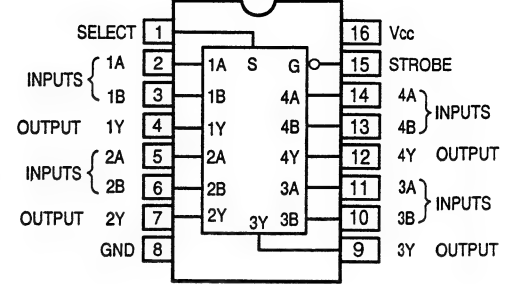 SELECT 1 16 Vcc
1A 2 1A S G 15 STROBE
INPUTS
1B 3 1B 4A 14 4A
INPUTS
OUTPUT 1Y 4 1Y 4B 13 4B
2A 5 2A 4Y 12 4Y OUTPUT
INPUTS
2B 6 2B 3A 11 3A
INPUTS
OUTPUT 2Y 7 2Y 3Y 3B 10 3B
GND 8 9 3Y OUTPUT